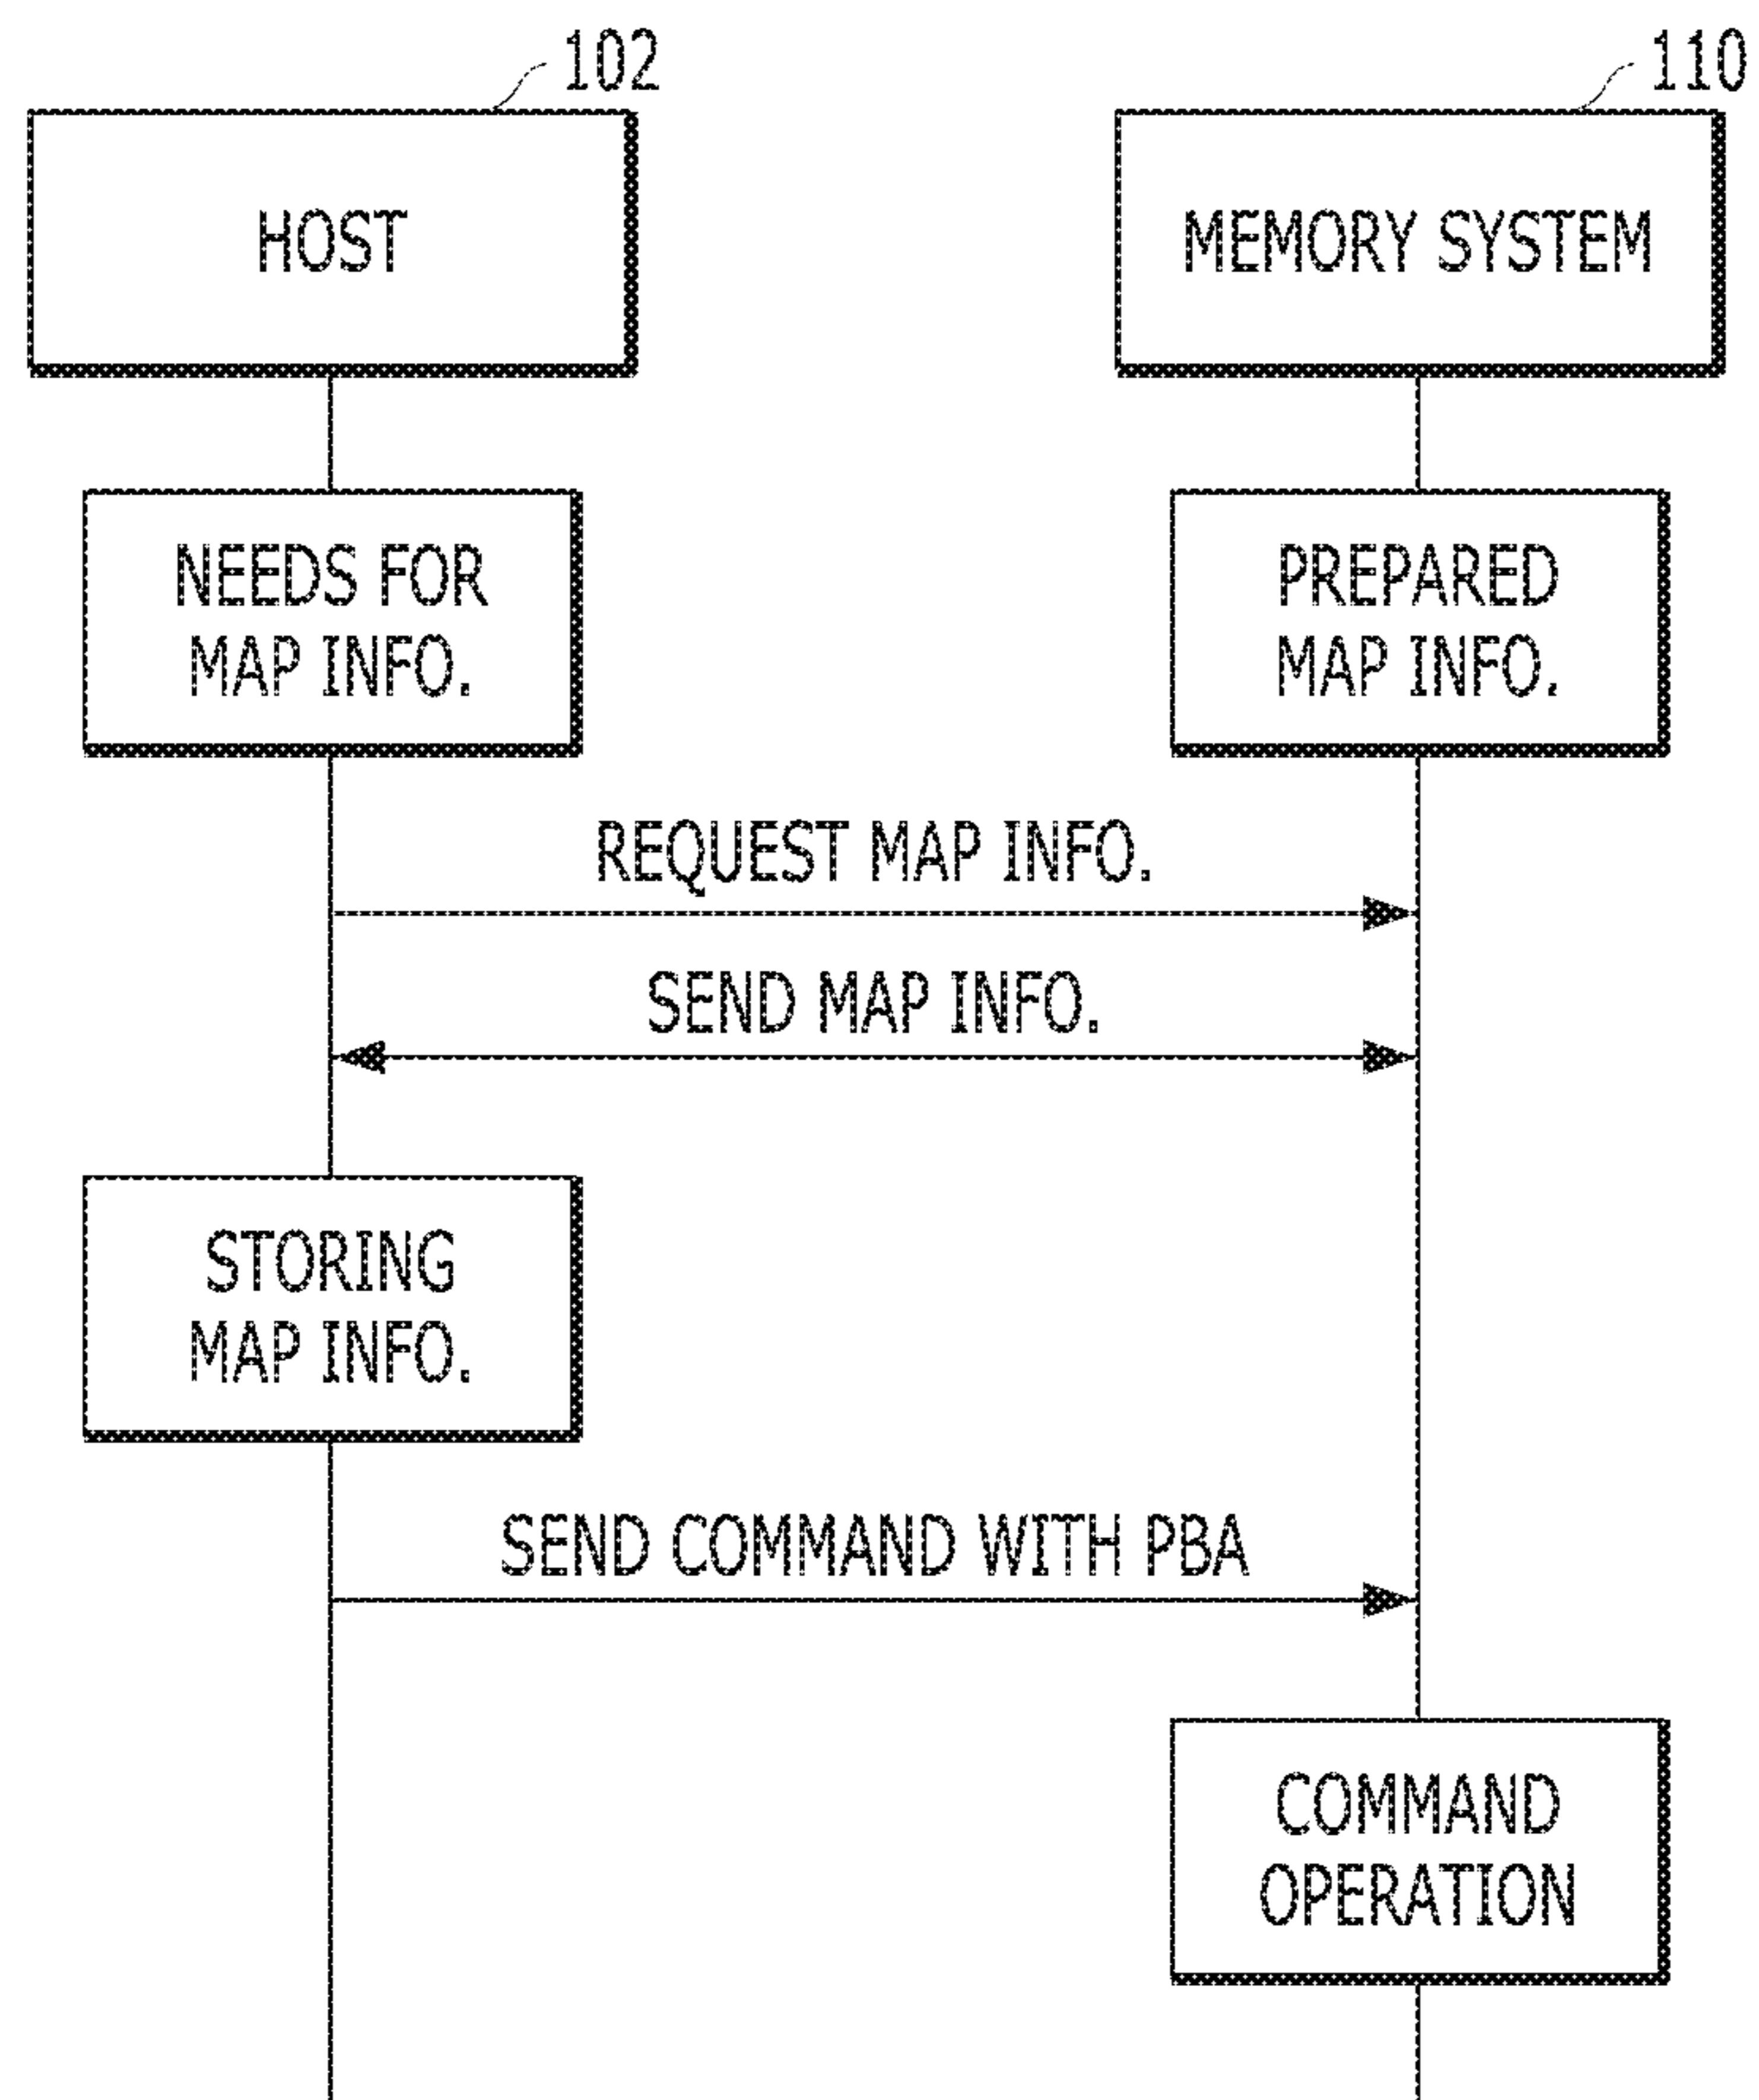 102
110
HOST
MEMORY SYSTEM
NEEDS FOR
MAP INFO.
PREPARED
MAP INFO.
REQUEST MAP INFO.
SEND MAP INFO.
STORING
MAP INFO.
SEND COMMAND WITH PBA
COMMAND
OPERATION